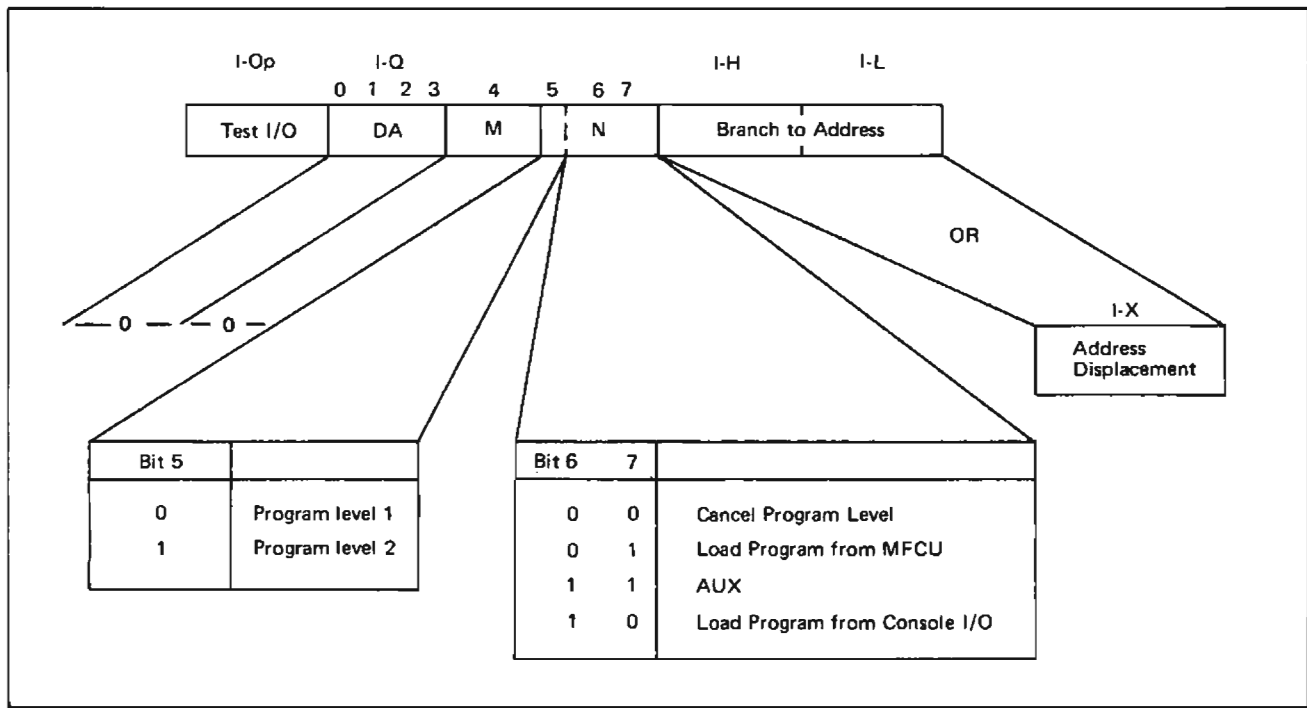 I-Op I-Q I-H I-L
0 1 2 3 4 5 6 7
Test I/O DA M N Branch to Address
OR
0 0
I-X
Address
Displacement
Bit 5
0 Program level 1
1 Program level 2
Bit 6 7
0 0 Cancel Program Level
0 1 Load Program from MFCU
1 1 AUX
1 0 Load Program from Console I/O